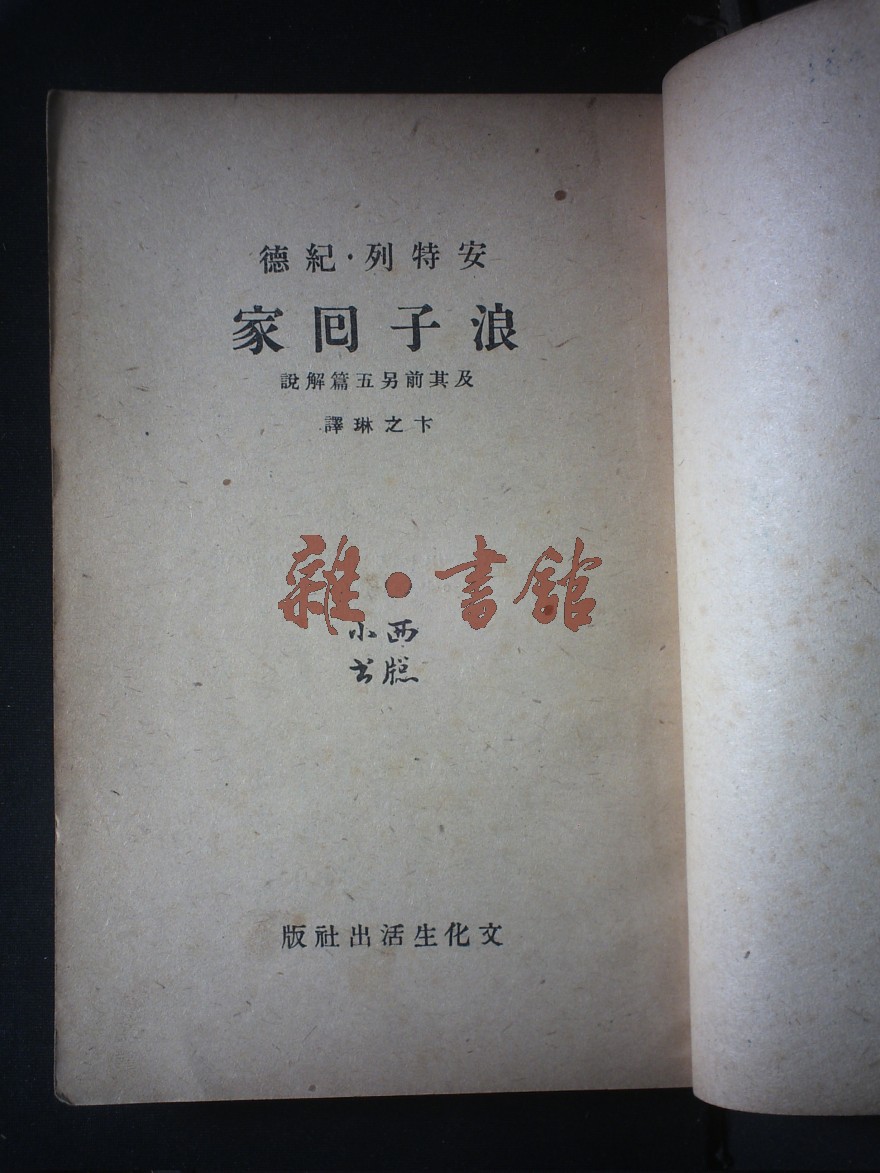 安特列・紀德
浪子回家
及其前另五篇解說
卞之琳譯
雜・書館
文化生活出社版